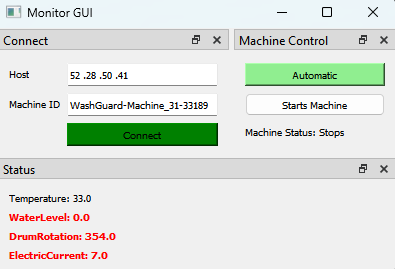 Monitor GUI
Connect
Machine Control
Host
52 .28 .50 .41
Automatic
Machine ID
WashGuard-Machine_31-33189
Starts Machine
Connect
Machine Status: Stops
Status
Temperature: 33.0
WaterLevel: 0.0
DrumRotation: 354.0
ElectricCurrent: 7.0